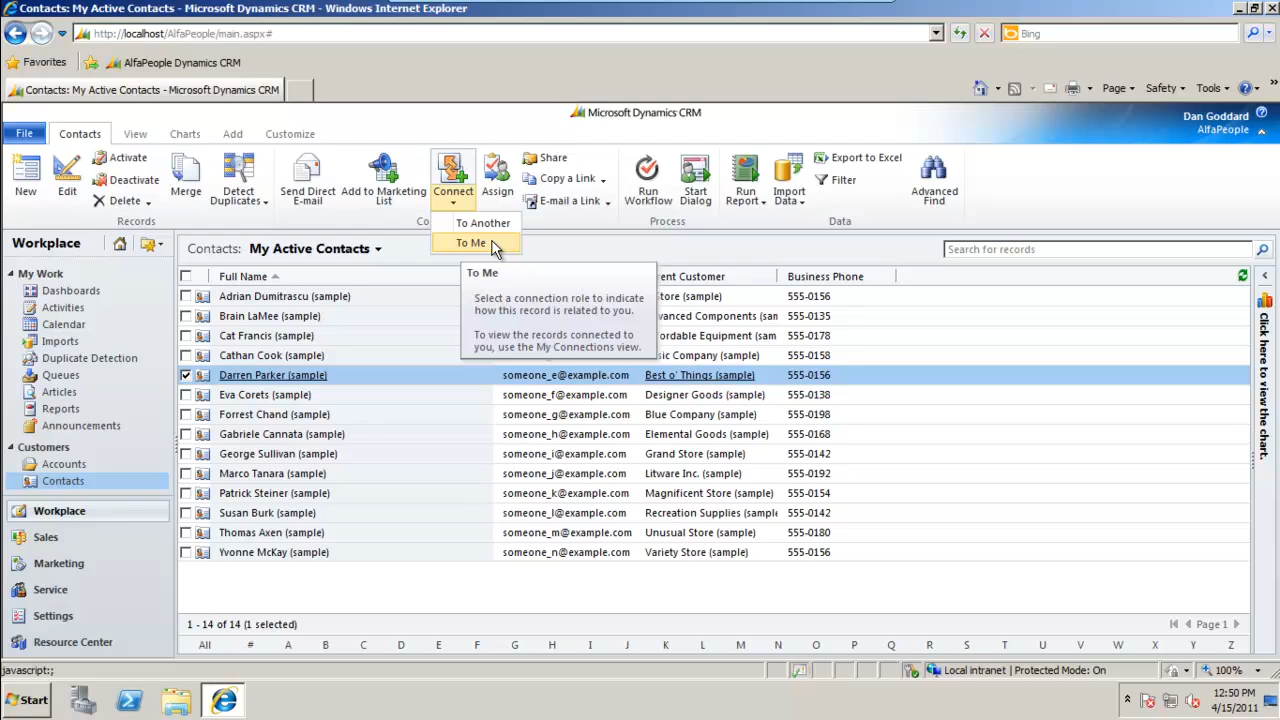 Contacts: My Active Contacts - Microsoft Dynamics CRM - Windows Internet Explorer
http://localhost/AlfaPeople/main.aspx#
Bing
Favorites AlfaPeople Dynamics CRM
Contacts: My Active Contacts - Microsoft Dynamics CRM
Page Safety Tools
Microsoft Dynamics CRM
Dan Goddard
AlfaPeople
File Contacts View Charts Add Customize
New
Edit
Activate
Deactivate
Delete
Merge
Detect
Duplicates
Records
Send Direct
E-mail
Add to Marketing
List
Connect
Assign
Share
Copy a Link
E-mail a Link
Run
Workflow
Start
Dialog
Process
Run
Report
Import
Data
Export to Excel
Filter
Advanced
Find
Data
To Another
To Me
To Me
Select a connection role to indicate
how this record is related to you.
To view the records connected to
you, use the My Connections view.
Workplace
My Work
Dashboards
Activities
Calendar
Imports
Duplicate Detection
Queues
Articles
Reports
Announcements
Customers
Accounts
Contacts
Workplace
Sales
Marketing
Service
Settings
Resource Center
Contacts: My Active Contacts
Search for records
Full Name Customer Business Phone
Adrian Dumitrascu (sample) Store (sample) 555-0156
Brain LaMee (sample) Components (san 555-0135
Cat Francis (sample) Equipment (sam 555-0178
Cathan Cook (sample) Company (sample) 555-0158
Darren Parker (sample) someone_e@example.com Best o' Things (sample) 555-0156
Eva Corets (sample) someone_f@example.com Designer Goods (sample) 555-0138
Forrest Chand (sample) someone_g@example.com Blue Company (sample) 555-0198
Gabriele Cannata (sample) someone_h@example.com Elemental Goods (sample) 555-0168
George Sullivan (sample) someone_i@example.com Grand Store (sample) 555-0142
Marco Tanara (sample) someone_j@example.com Litware Inc. (sample) 555-0192
Patrick Steiner (sample) someone_k@example.com Magnificent Store (sample) 555-0154
Susan Burk (sample) someone_l@example.com Recreation Supplies (sample) 555-0142
Thomas Axen (sample) someone_m@example.com Unusual Store (sample) 555-0180
Yvonne McKay (sample) someone_n@example.com Variety Store (sample) 555-0156
Click here to view the chart.
1 - 14 of 14 (1 selected)
Page 1
All # A B C D E F G H I J K L M N O P Q R S T U V W X Y Z
javascript:;
Local intranet | Protected Mode: On
100%
Start
12:50 PM
4/15/2011